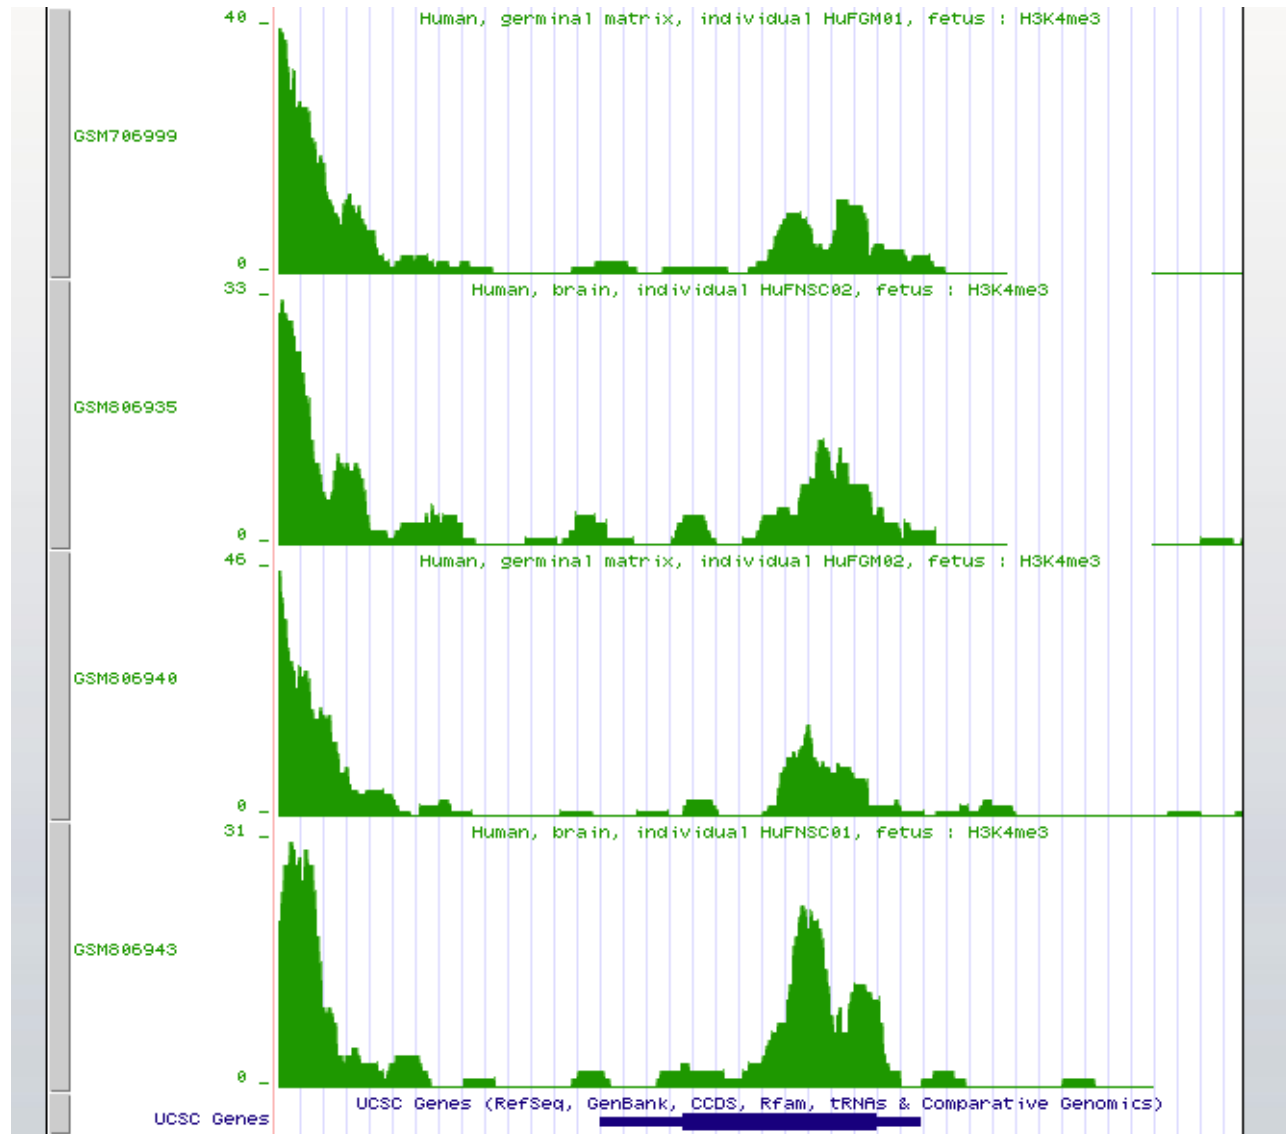 40 _
Human, germinal matrix, individual HuFGM01, fetus : H3K4me3
GSM706999
0 _
33 _
Human, brain, individual HuFNSC02, fetus : H3K4me3
GSM806935
0 _
46 _
Human, germinal matrix, individual HuFGM02, fetus : H3K4me3
GSM806940
0 _
31 _
Human, brain, individual HuFNSC01, fetus : H3K4me3
GSM806943
0 _
UCSC Genes (RefSeq, GenBank, CCDS, Rfam, tRNAs & Comparative Genomics)
UCSC Genes